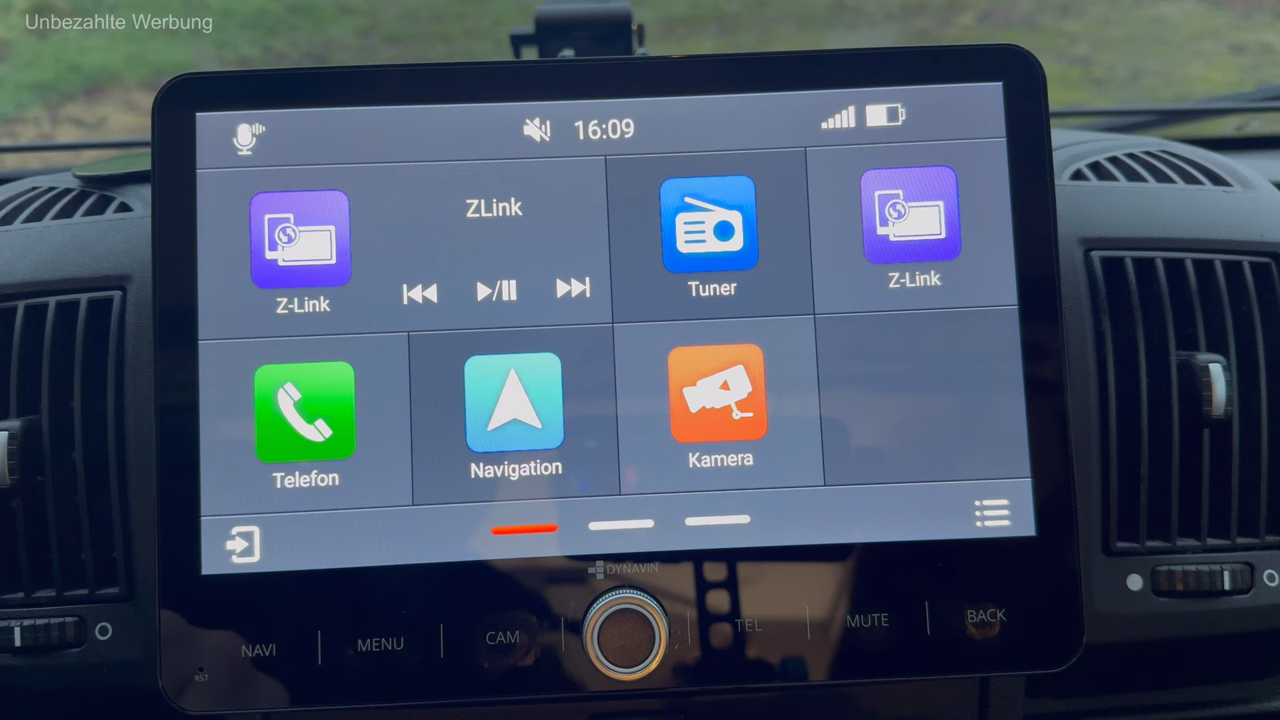 Unbezahlte Werbung
16:09
ZLink
Z-Link
Tuner
Z-Link
Telefon
Navigation
Kamera
DYNAVIN
NAVI
MENU
CAM
TEL
MUTE
BACK
RST